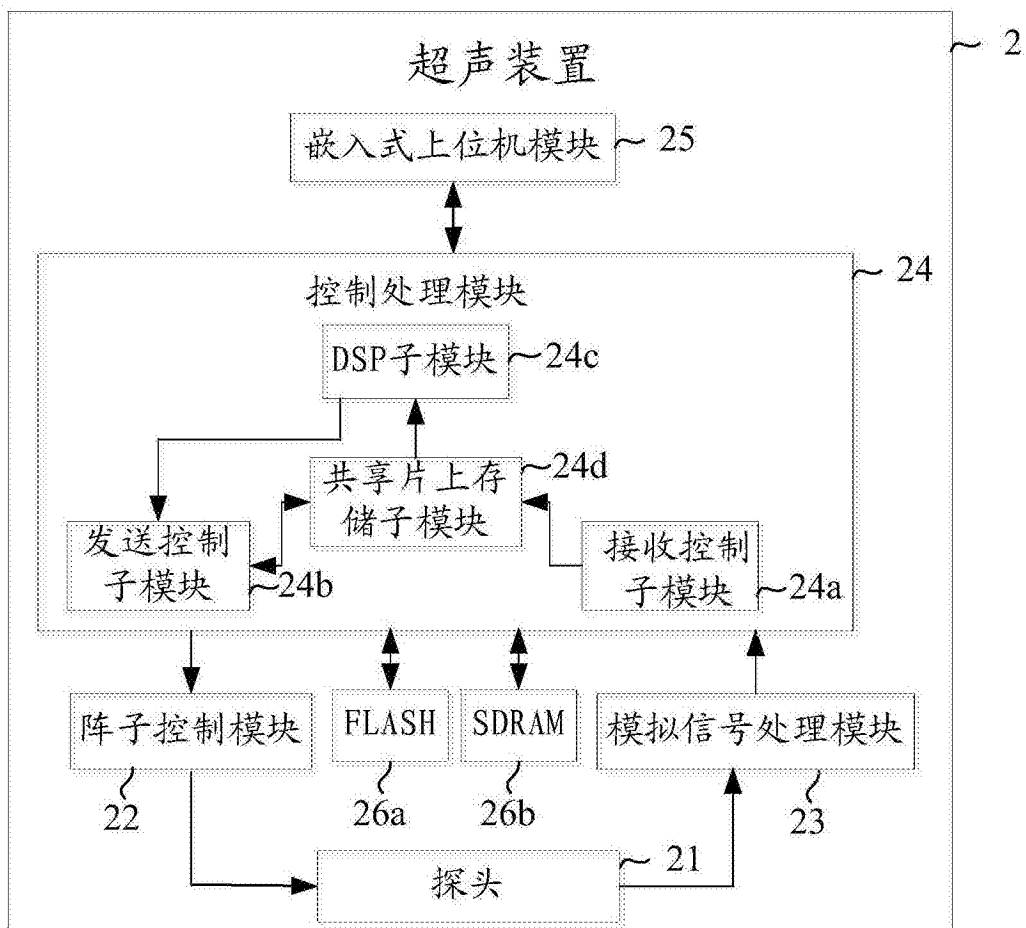 2
超声装置
嵌入式上位机模块
25
24
控制处理模块
DSP子模块
24c
共享片上存
储子模块
24d
发送控制
子模块
24b
接收控制
子模块
24a
阵子控制模块
22
FLASH
26a
SDRAM
26b
模拟信号处理模块
23
探头
21